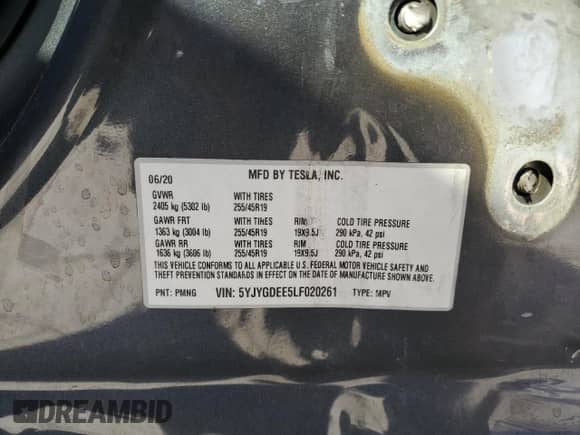 06/20 MFD BY TESLA, INC.
GVWR WITH TIRES
2405 kg (5302 lb) 255/45R19
GAWR FRT WITH TIRES RIM COLD TIRE PRESSURE
1363 kg (3004 lb) 255/45R19 19X9.5J 290 kPa, 42 psi
GAWR RR WITH TIRES RIM COLD TIRE PRESSURE
1636 kg (3606 lb) 255/45R19 19X9.5J 290 kPa, 42 psi
THIS VEHICLE CONFORMS TO ALL APPLICABLE U.S. FEDERAL MOTOR VEHICLE SAFETY AND
THEFT PREVENTION STANDARDS IN EFFECT ON THE DATE OF MANUFACTURE SHOWN ABOVE.
PNT: PMNG VIN: 5YJYGDEE5LF020261 TYPE: MPV
DREAMBID